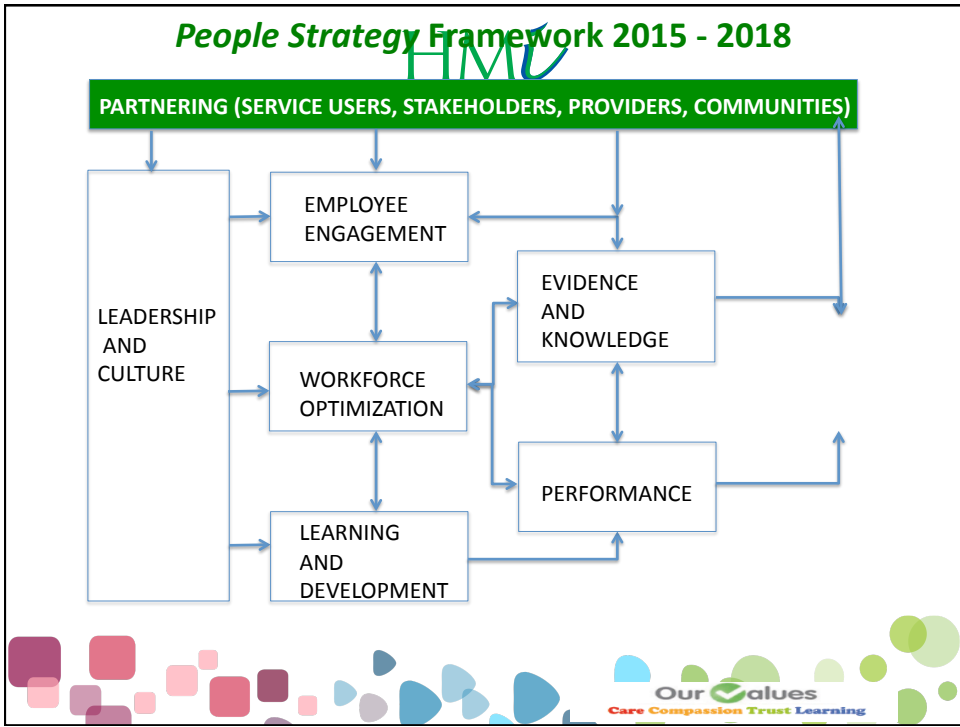 People Strategy Framework 2015 - 2018
HMi
PARTNERING (SERVICE USERS, STAKEHOLDERS, PROVIDERS, COMMUNITIES)
LEADERSHIP
AND
CULTURE
EMPLOYEE
ENGAGEMENT
WORKFORCE
OPTIMIZATION
LEARNING
AND
DEVELOPMENT
EVIDENCE
AND
KNOWLEDGE
PERFORMANCE
Our Values
Care Compassion Trust Learning